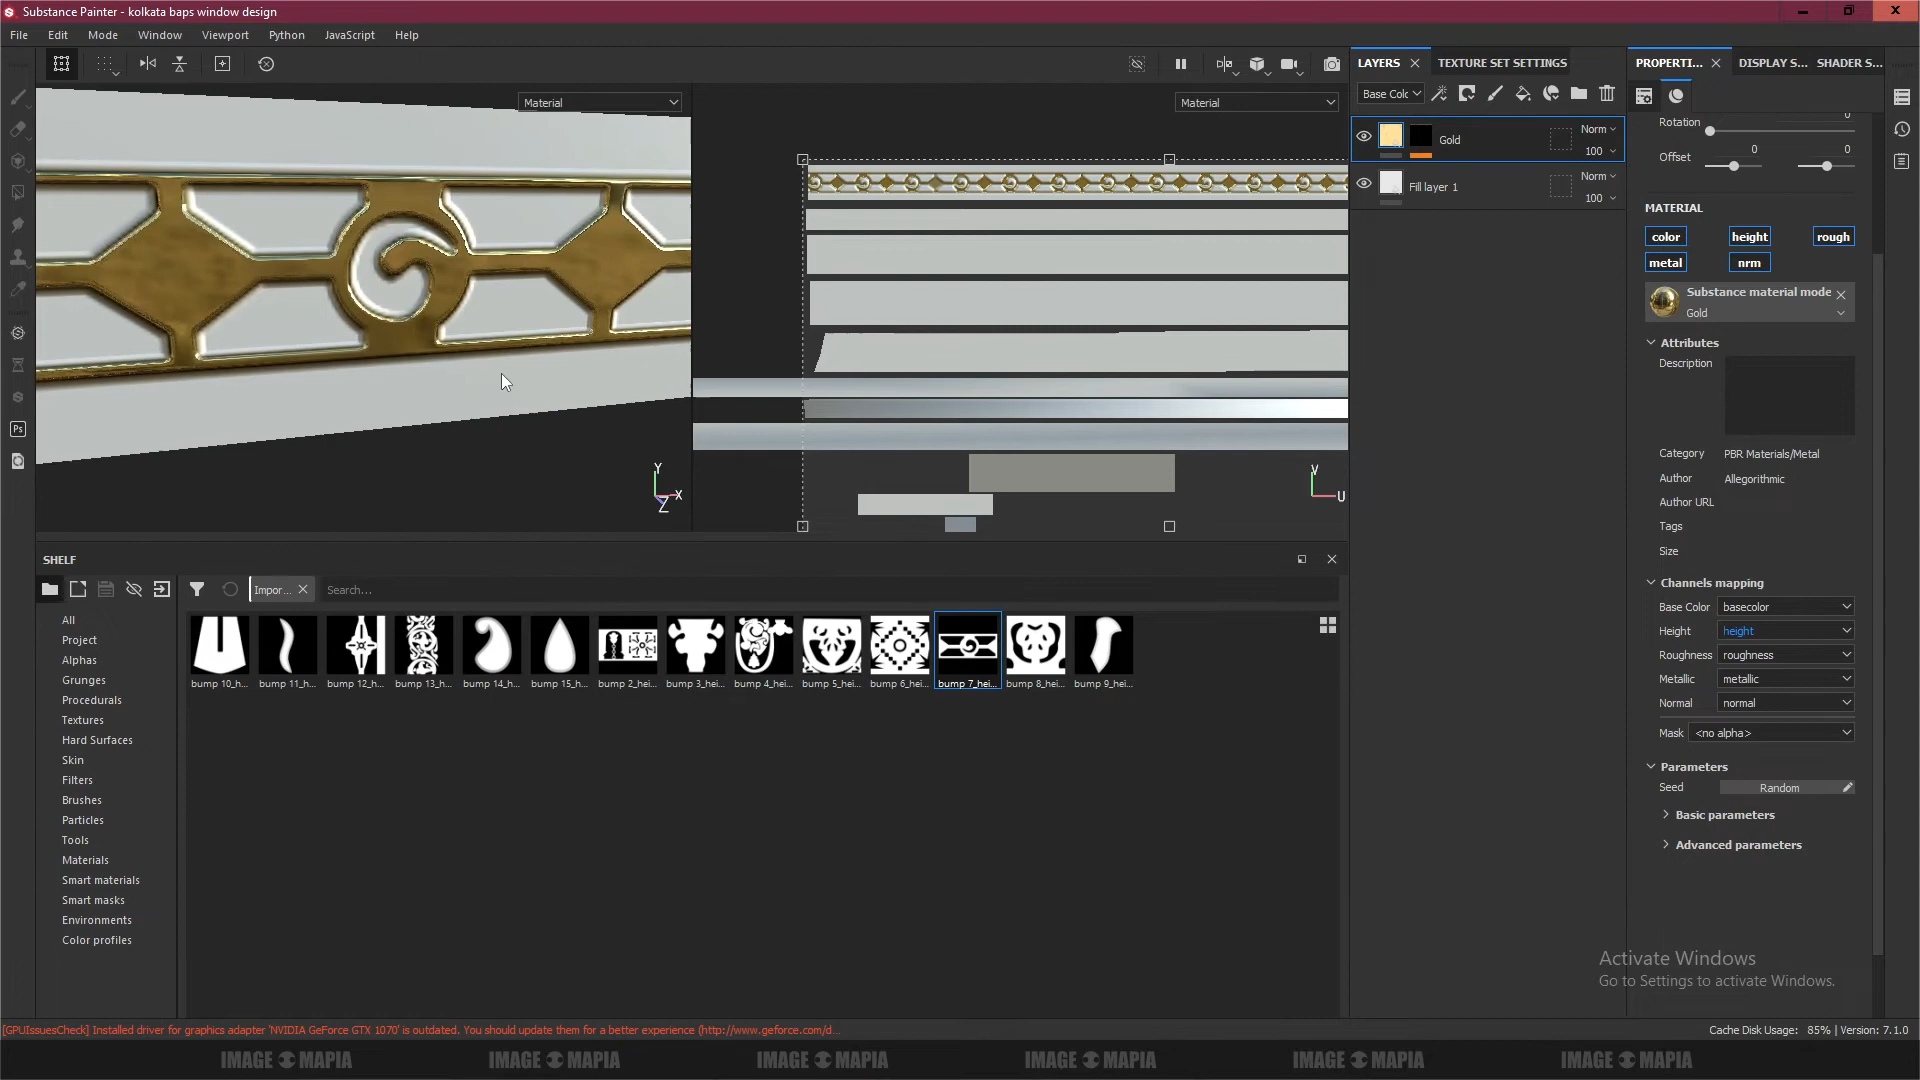 Substance Painter - kolkata baps window design
File Edit Mode Window Viewport Python JavaScript Help
Material
Material
Y
X
Z
V
U
LAYERS
TEXTURE SET SETTINGS
Base Colc
Gold
Norm
100
Fill layer 1
Norm
100
PROPERTI...
DISPLAY S...
SHADER S...
Rotation 0
Offset 0 0
MATERIAL
color height rough
metal nrm
Substance material mode
Gold
Attributes
Description
Category PBR Materials/Metal
Author Allegorithmic
Author URL
Tags
Size
Channels mapping
Base Color basecolor
Height height
Roughness roughness
Metallic metallic
Normal normal
Mask <no alpha>
Parameters
Seed Random
Basic parameters
Advanced parameters
SHELF
Impor...
Search...
All
Project
Alphas
Grunges
Procedurals
Textures
Hard Surfaces
Skin
Filters
Brushes
Particles
Tools
Materials
Smart materials
Smart masks
Environments
Color profiles
bump 10_h... bump 11_h... bump 12_h... bump 13_h... bump 14_h... bump 15_h... bump 2_hei... bump 3_hei... bump 4_hei... bump 5_hei... bump 6_hei... bump 7_hei... bump 8_hei... bump 9_hei...
Ps
Activate Windows
Go to Settings to activate Windows.
[GPUIssuesCheck] Installed driver for graphics adapter 'NVIDIA GeForce GTX 1070' is outdated. You should update them for a better experience (http://www.geforce.com/d...
Cache Disk Usage: 85% | Version: 7.1.0
IMAGE MAPIA IMAGE MAPIA IMAGE MAPIA IMAGE MAPIA IMAGE MAPIA IMAGE MAPIA